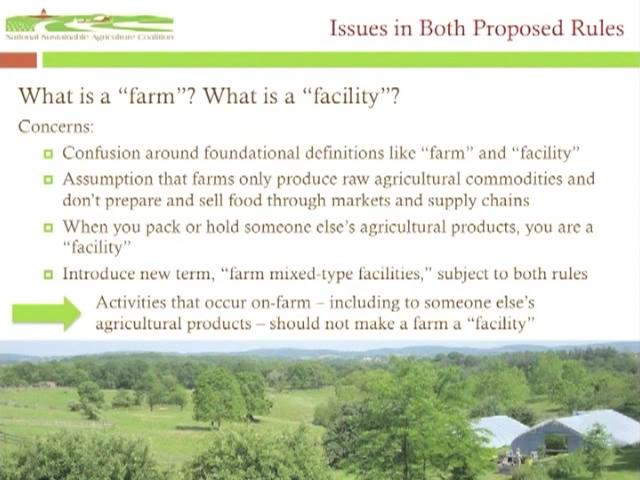 National Sustainable Agriculture Coalition
Issues in Both Proposed Rules
What is a “farm”? What is a “facility”?
Concerns:
Confusion around foundational definitions like “farm” and “facility”
Assumption that farms only produce raw agricultural commodities and
don’t prepare and sell food through markets and supply chains
When you pack or hold someone else’s agricultural products, you are a
“facility”
Introduce new term, “farm mixed-type facilities,” subject to both rules
Activities that occur on-farm – including to someone else’s
agricultural products – should not make a farm a “facility”